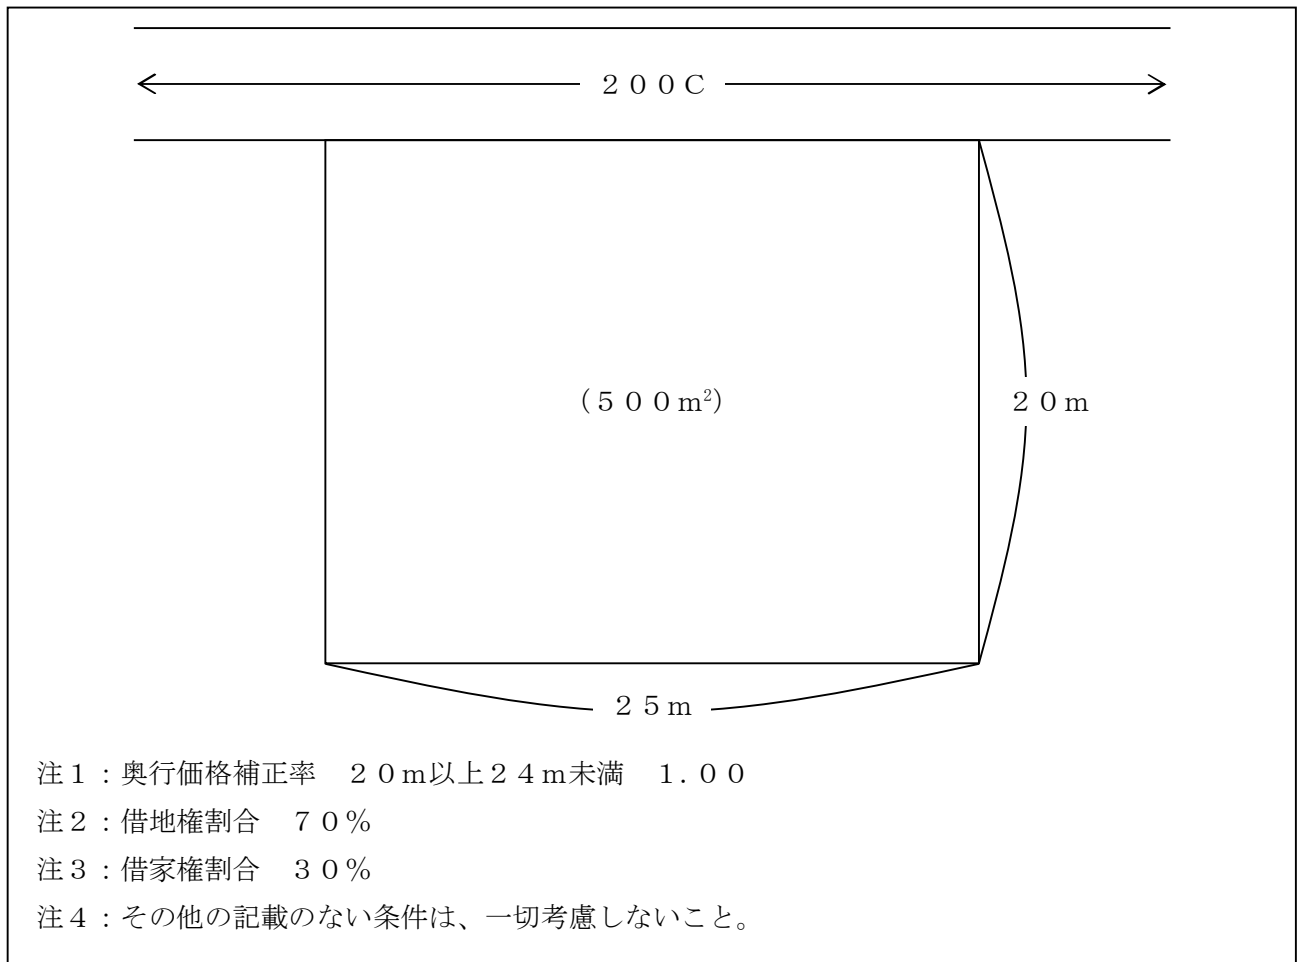 ２００Ｃ
（５００㎡）
２０ｍ
２５ｍ
注１：奥行価格補正率　２０ｍ以上２４ｍ未満　１.００
注２：借地権割合　７０％
注３：借家権割合　３０％
注４：その他の記載のない条件は、一切考慮しないこと。